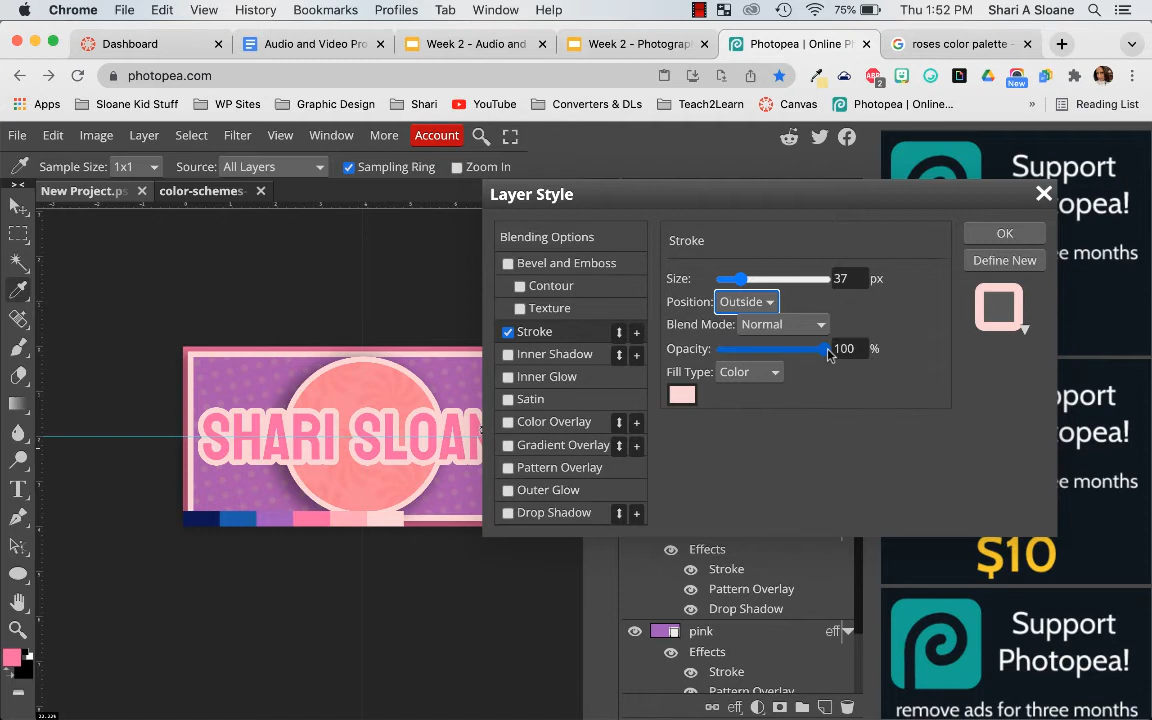 Chrome File Edit View History Bookmarks Profiles Tab Window Help 75% Thu 1:52 PM Shari A Sloane
Dashboard Audio and Video Pro Week 2 - Audio and Week 2 - Photograp Photopea | Online P roses color palette -
photopea.com ABP 2 New
Apps Sloane Kid Stuff WP Sites Graphic Design Shari YouTube Converters & DLs Teach2Learn Canvas Photopea | Online... » Reading List
File Edit Image Layer Select Filter View Window More Account
Sample Size: 1x1 Source: All Layers Sampling Ring Zoom In
New Project.ps color-schemes-
Layer Style
Blending Options
Bevel and Emboss
Contour
Texture
Stroke
Inner Shadow
Inner Glow
Satin
Color Overlay
Gradient Overlay
Pattern Overlay
Outer Glow
Drop Shadow
Stroke
Size: 37 px
Position: Outside
Blend Mode: Normal
Opacity: 100 %
Fill Type: Color
OK
Define New
SHARI SLOAN
Effects
Stroke
Pattern Overlay
Drop Shadow
pink eff
Effects
Stroke
Pattern Overlay
eff
Support
Photopea!
$10
Support
Photopea!
remove ads for three months